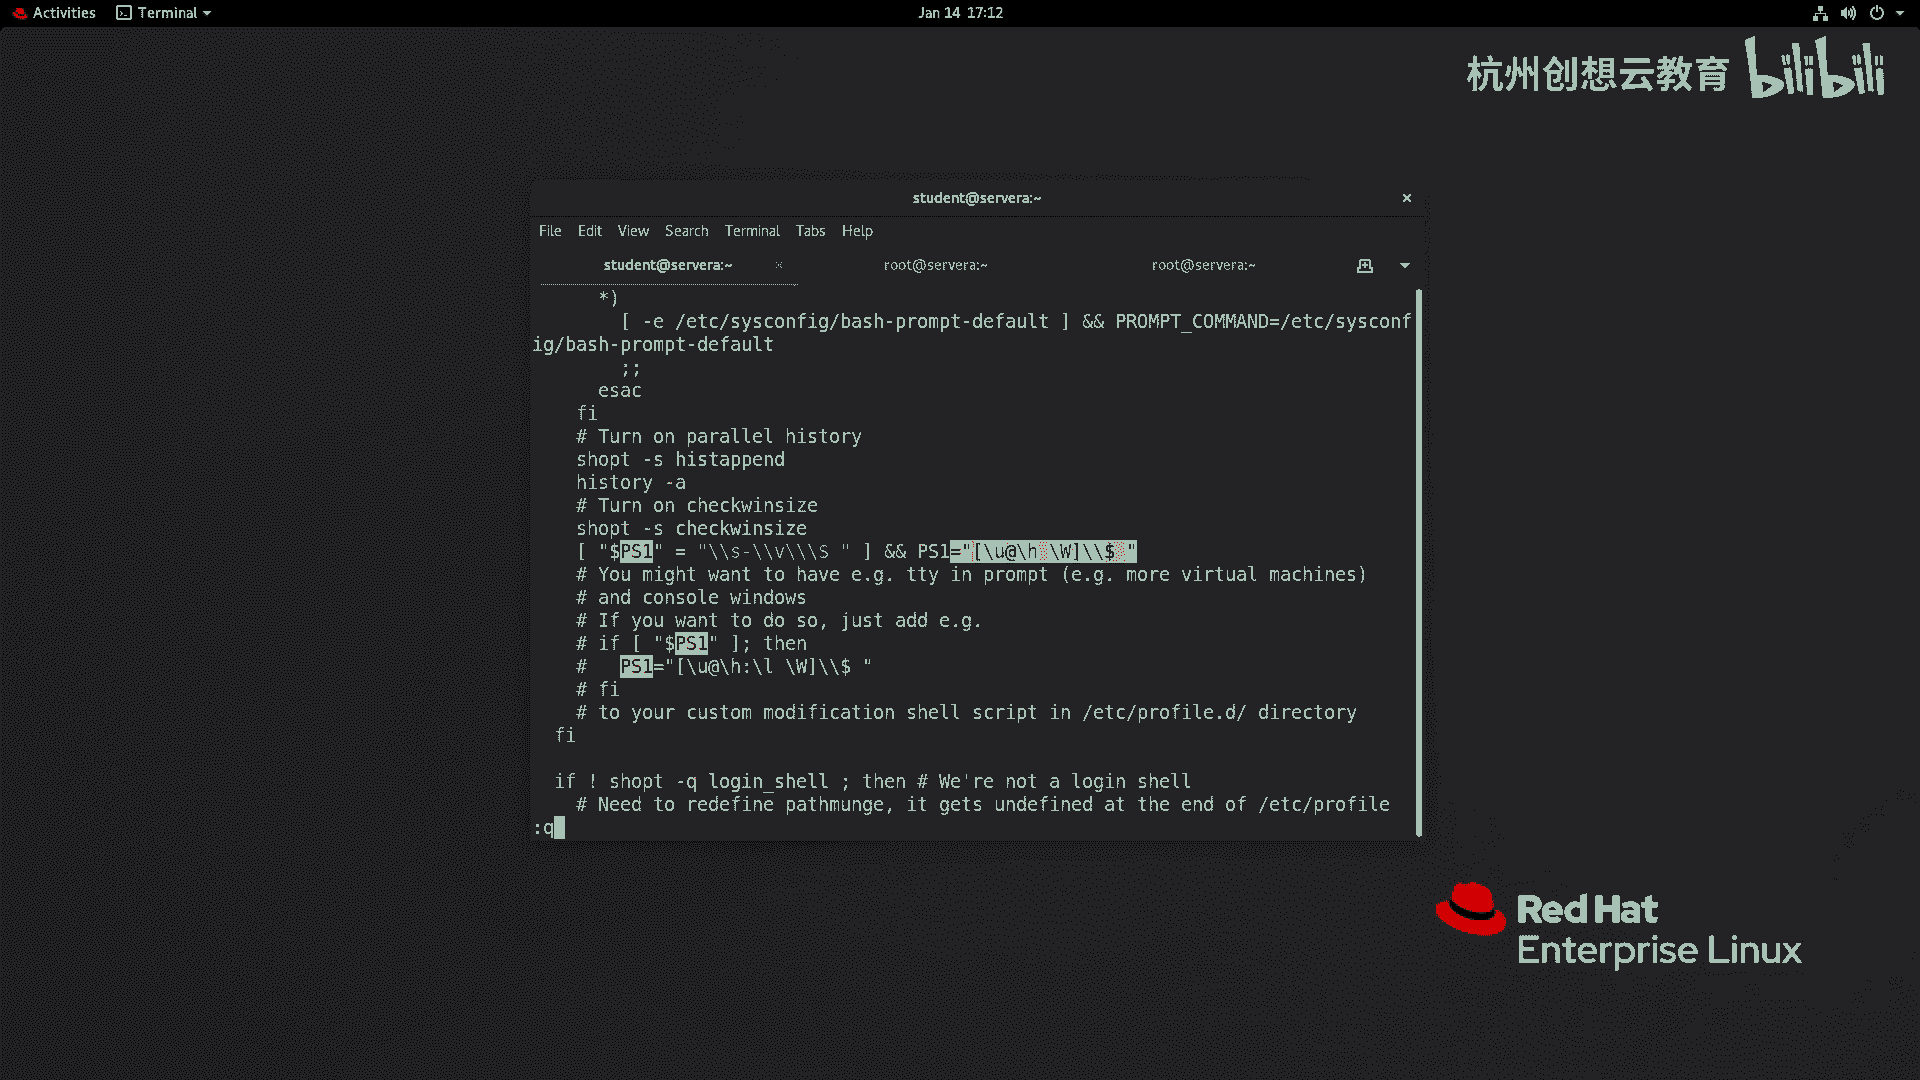 Activities Terminal Jan 14 17:12
杭州创想云教育 bilibili
student@servera:~ ×
File Edit View Search Terminal Tabs Help
student@servera:~ × root@servera:~ root@servera:~
      *)
        [ -e /etc/sysconfig/bash-prompt-default ] && PROMPT_COMMAND=/etc/sysconf
ig/bash-prompt-default
        ;;
      esac
    fi
    # Turn on parallel history
    shopt -s histappend
    history -a
    # Turn on checkwinsize
    shopt -s checkwinsize
    [ "$PS1" = "\\s-\\v\\\$ " ] && PS1="[\u@\h \W]\\$ "
    # You might want to have e.g. tty in prompt (e.g. more virtual machines)
    # and console windows
    # If you want to do so, just add e.g.
    # if [ "$PS1" ]; then
    #   PS1="[\u@\h:\l \W]\\$ "
    # fi
    # to your custom modification shell script in /etc/profile.d/ directory
  fi
  if ! shopt -q login_shell ; then # We're not a login shell
    # Need to redefine pathmunge, it gets undefined at the end of /etc/profile
:q
Red Hat
Enterprise Linux